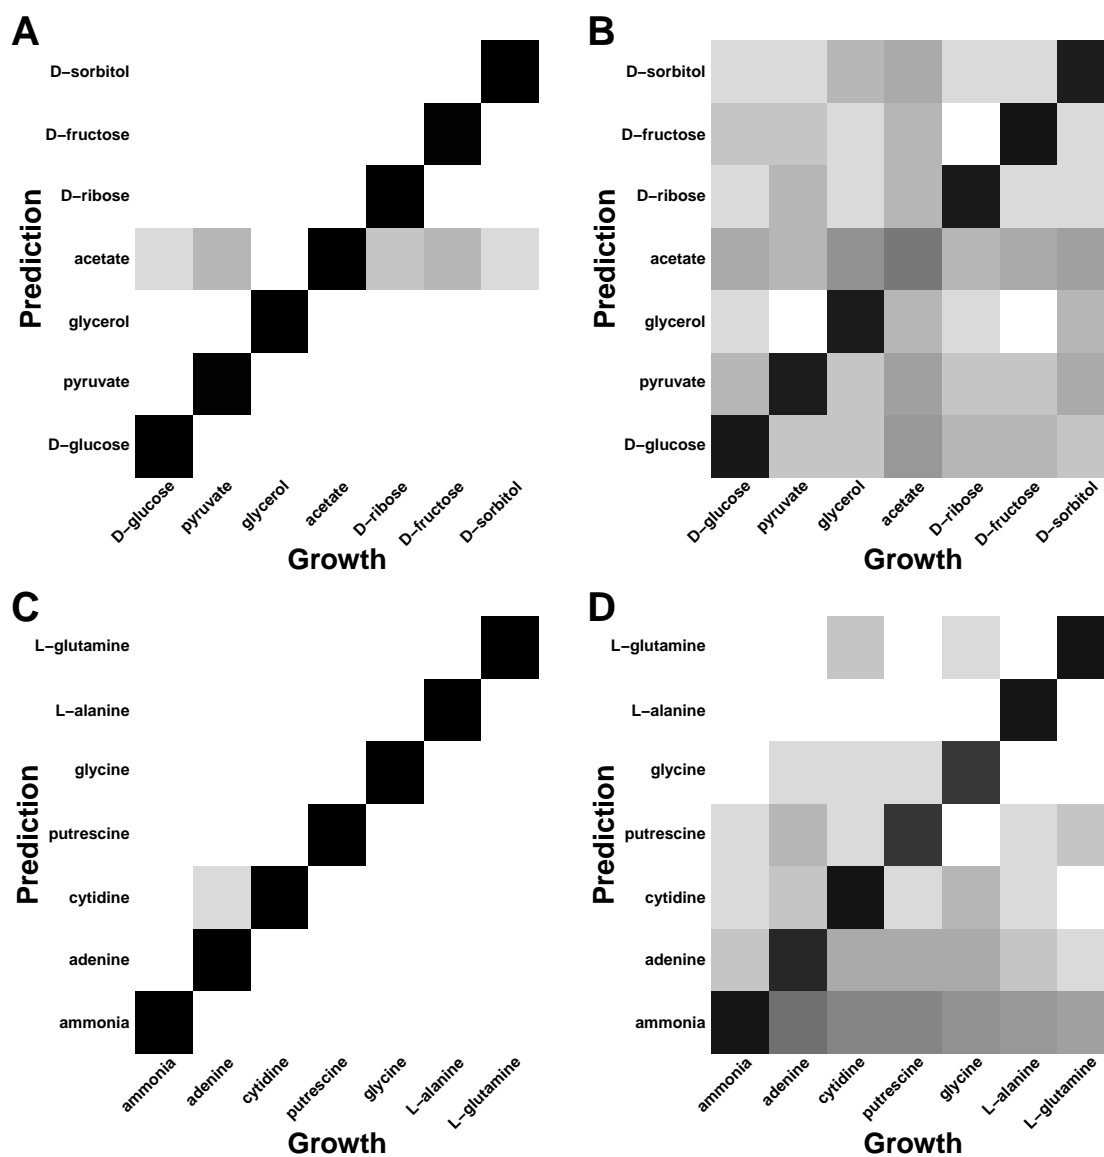 A
Prediction
D−sorbitol
D−fructose
D−ribose
acetate
glycerol
pyruvate
D−glucose
D−glucose
pyruvate
glycerol
acetate
D−ribose
D−fructose
D−sorbitol
Growth
B
Prediction
D−sorbitol
D−fructose
D−ribose
acetate
glycerol
pyruvate
D−glucose
D−glucose
pyruvate
glycerol
acetate
D−ribose
D−fructose
D−sorbitol
Growth
C
Prediction
L−glutamine
L−alanine
glycine
putrescine
cytidine
adenine
ammonia
ammonia
adenine
cytidine
putrescine
glycine
L−alanine
L−glutamine
Growth
D
Prediction
L−glutamine
L−alanine
glycine
putrescine
cytidine
adenine
ammonia
ammonia
adenine
cytidine
putrescine
glycine
L−alanine
L−glutamine
Growth